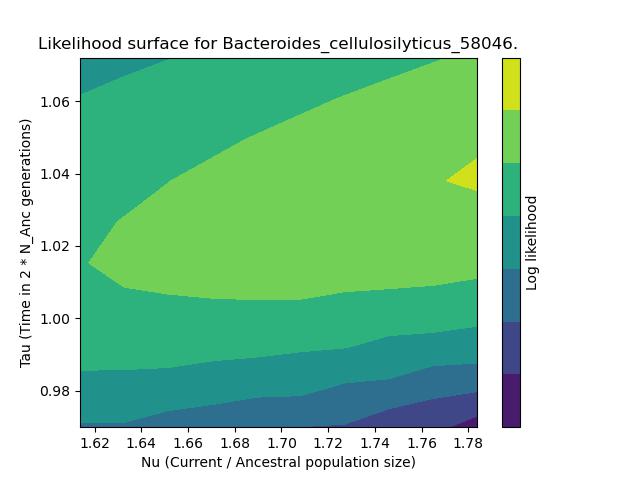 Likelihood surface for Bacteroides_cellulosilyticus_58046.
1.06
1.04
1.02
1.00
0.98
Tau (Time in 2 * N_Anc generations)
1.62 1.64 1.66 1.68 1.70 1.72 1.74 1.76 1.78
Nu (Current / Ancestral population size)
Log likelihood